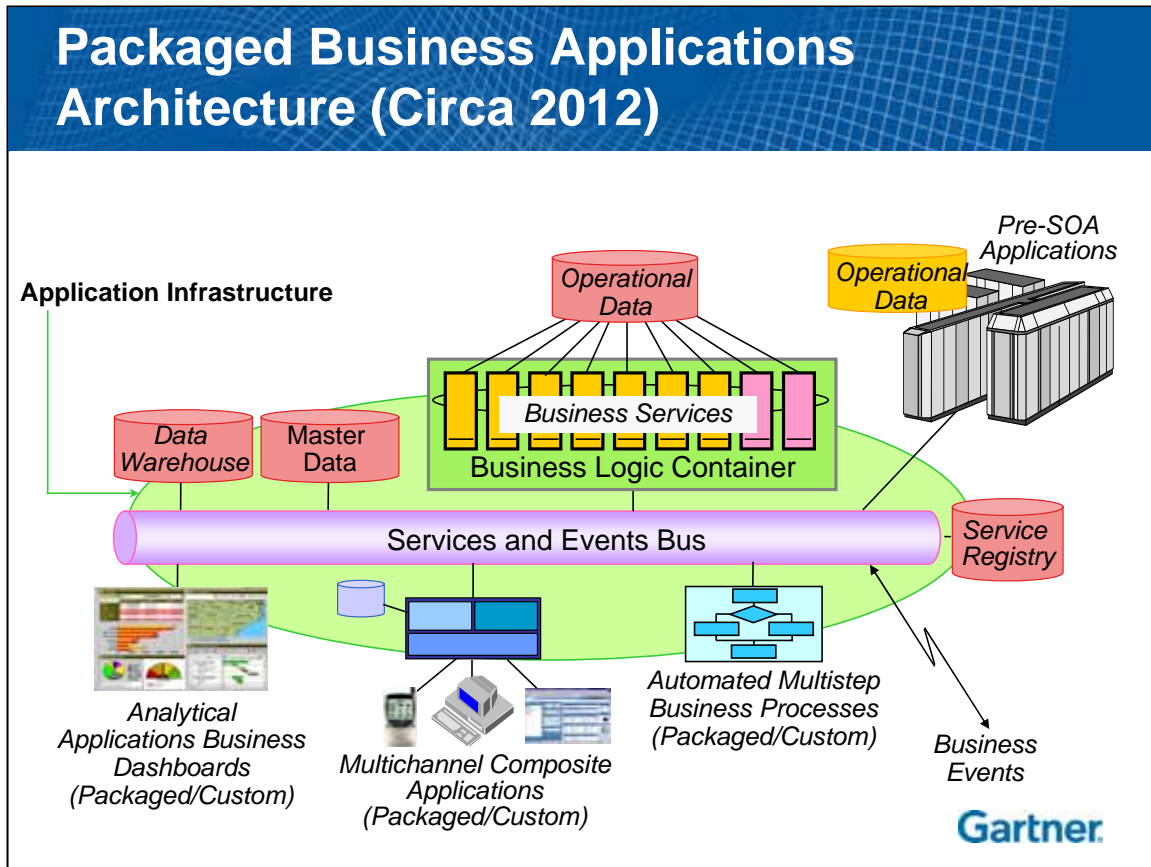 Packaged Business Applications
Architecture (Circa 2012)
Pre-SOA
Applications
Operational
Data
Operational
Data
Application Infrastructure
Business Services
Data
Warehouse
Master
Data
Business Logic Container
Services and Events Bus
Service
Registry
Analytical
Applications Business
Dashboards
(Packaged/Custom)
Multichannel Composite
Applications
(Packaged/Custom)
Automated Multistep
Business Processes
(Packaged/Custom)
Business
Events
Gartner